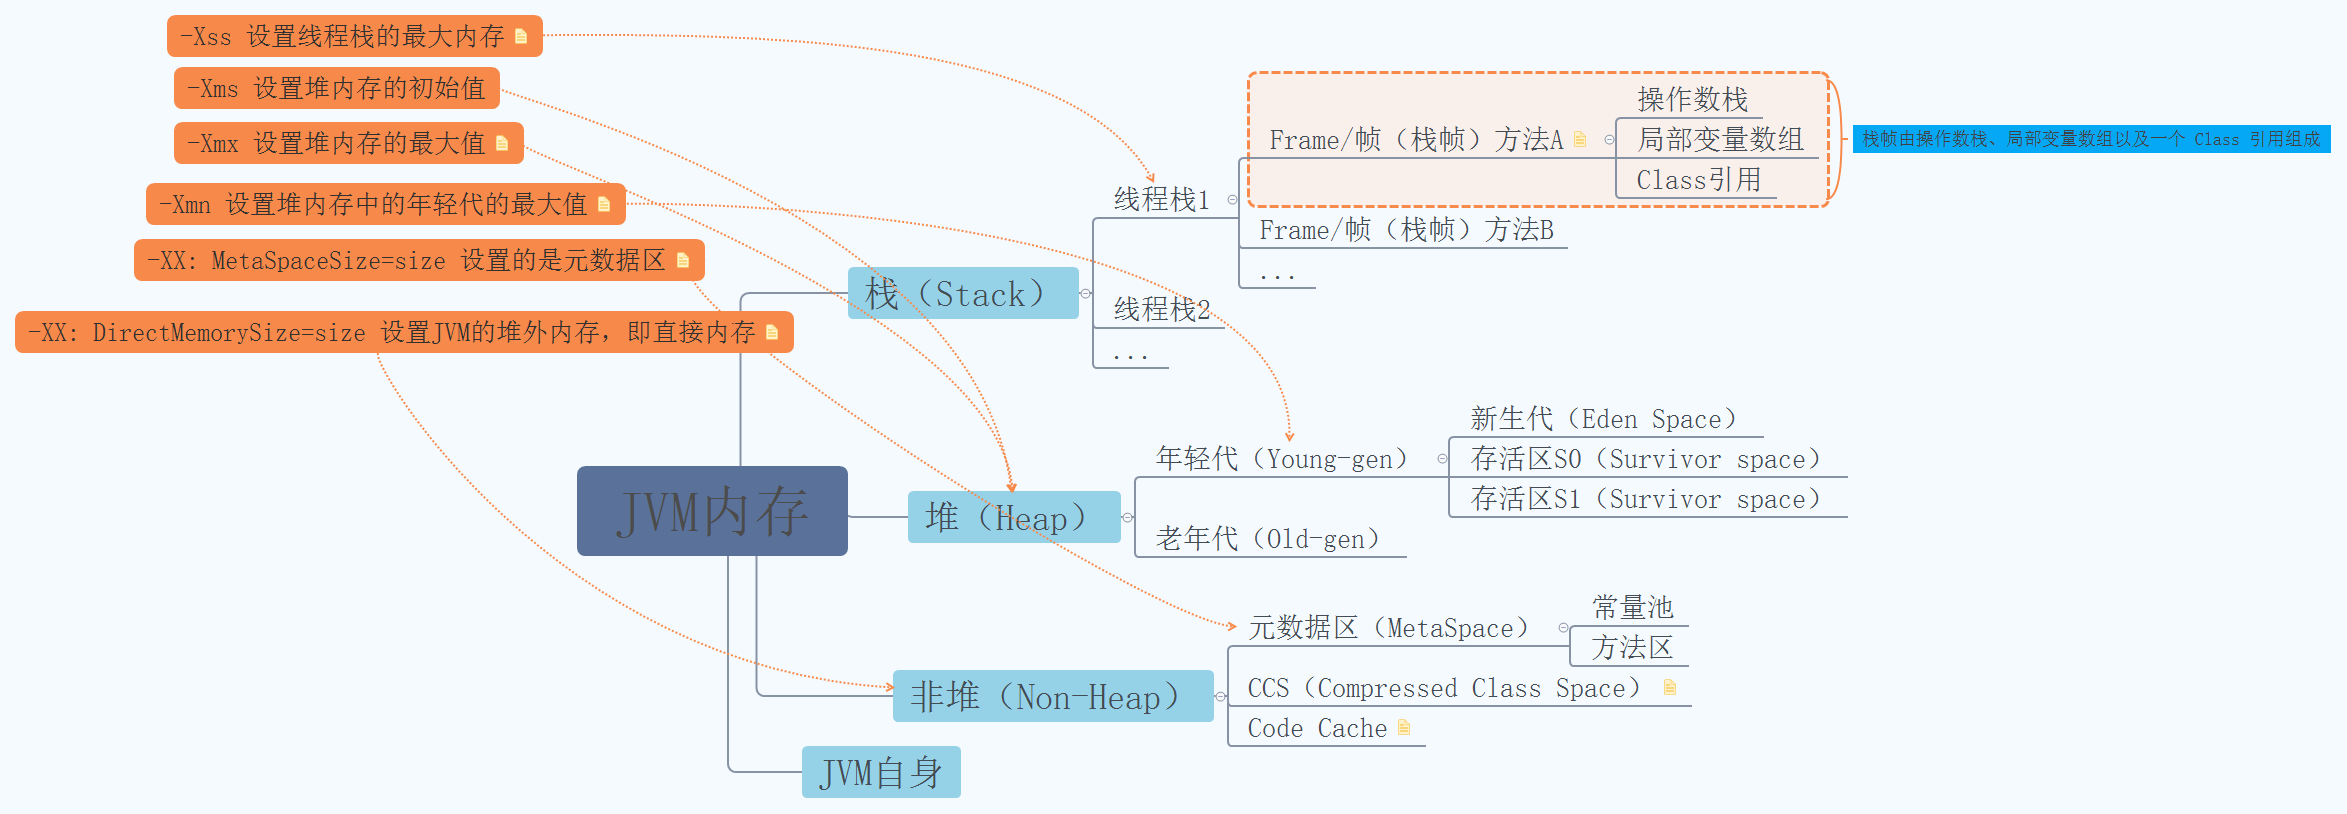 -Xss 设置线程栈的最大内存
-Xms 设置堆内存的初始值
-Xmx 设置堆内存的最大值
-Xmn 设置堆内存中的年轻代的最大值
-XX: MetaSpaceSize=size 设置的是元数据区
-XX: DirectMemorySize=size 设置JVM的堆外内存，即直接内存
JVM内存
栈（Stack）
线程栈1
Frame/帧（栈帧）方法A
操作数栈
局部变量数组
Class引用
栈帧由操作数栈、局部变量数组以及一个 Class 引用组成
Frame/帧（栈帧）方法B
...
线程栈2
...
堆（Heap）
年轻代（Young-gen）
新生代（Eden Space）
存活区S0（Survivor space）
存活区S1（Survivor space）
老年代（Old-gen）
非堆（Non-Heap）
元数据区（MetaSpace）
常量池
方法区
CCS（Compressed Class Space）
Code Cache
JVM自身